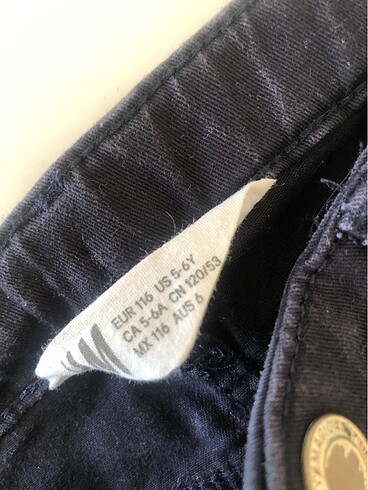 EUR 116 US 5-6Y
CA 5-6A CN 120/53
MX 116 AUS 6